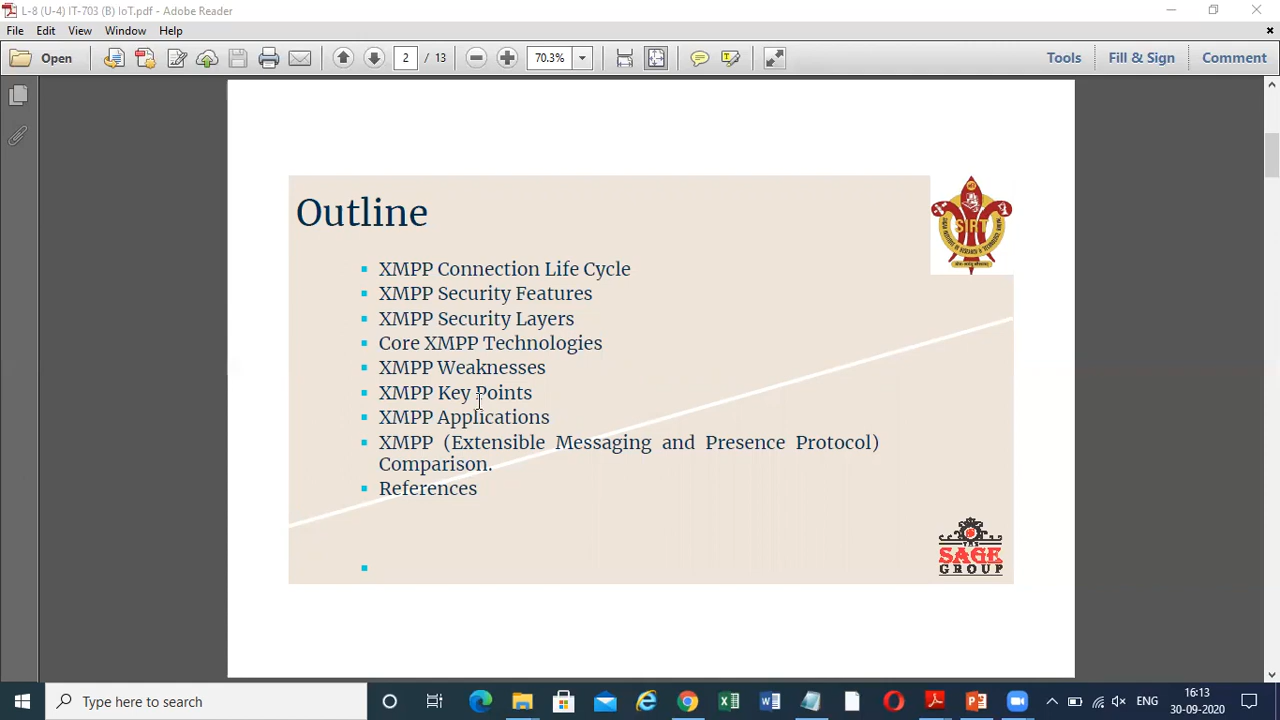 L-8 (U-4) IT-703 (B) IoT.pdf - Adobe Reader
File Edit View Window Help
Open 2 / 13 70.3% Tools Fill & Sign Comment
Outline
SIRT
XMPP Connection Life Cycle
XMPP Security Features
XMPP Security Layers
Core XMPP Technologies
XMPP Weaknesses
XMPP Key Points
XMPP Applications
XMPP (Extensible Messaging and Presence Protocol)
Comparison.
References
THE
SAGE
GROUP
Type here to search
ENG
16:13
30-09-2020